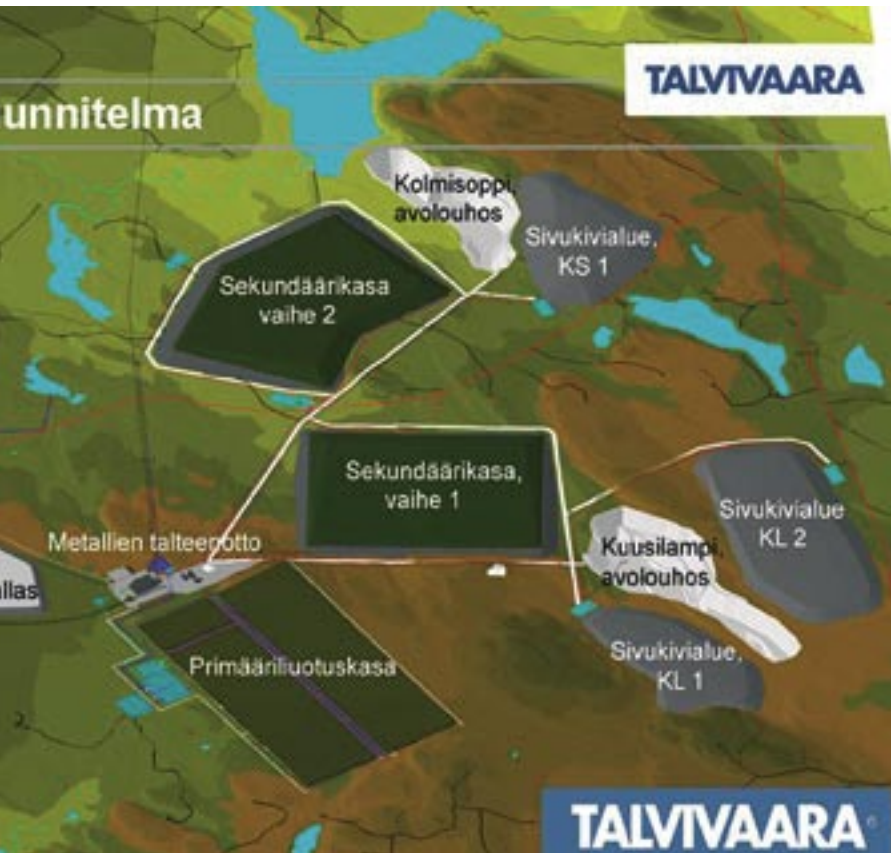 TALVIVAARA
unnitelma
Kolmisoppi,
avolouhos
Sivukivialue,
KS 1
Sekundäärikasa
vaihe 2
Sekundäärikasa,
vaihe 1
Sivukivialue
KL 2
Metallien talteenotto
Kuusilampi,
avolouhos
allas
Primääriliuotuskasa
Sivukivialue,
KL 1
TALVIVAARA